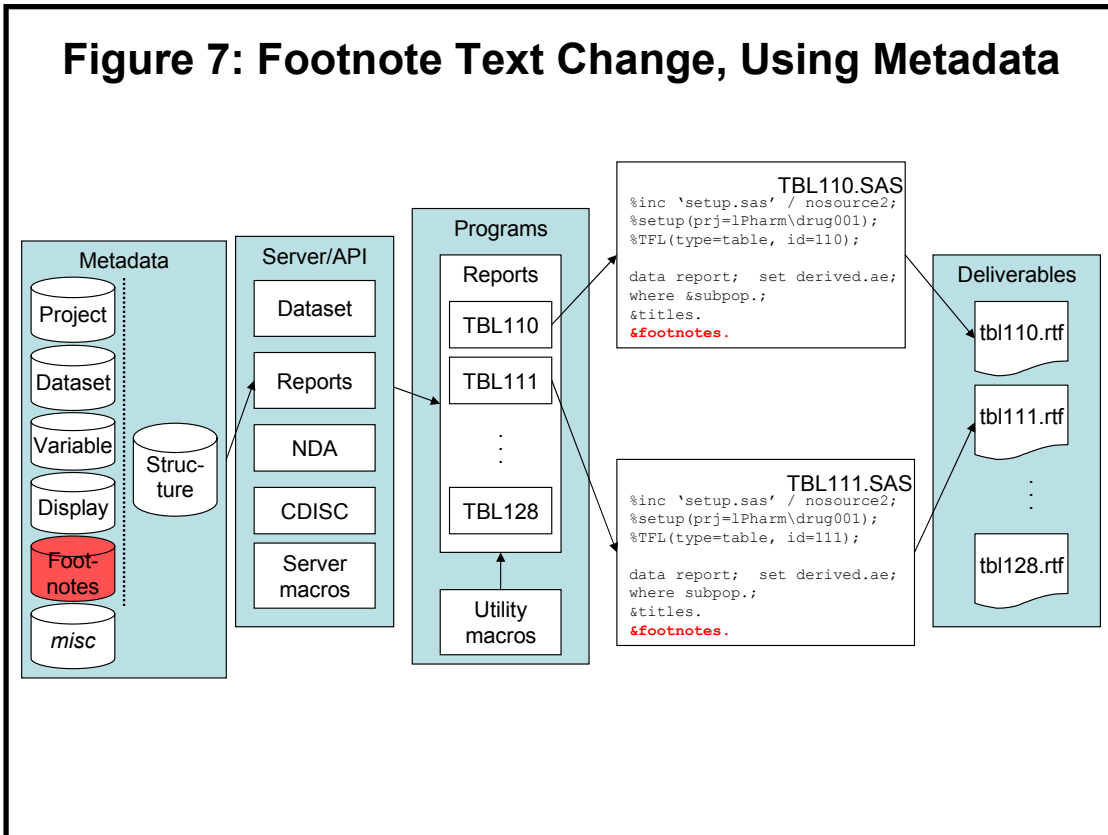 Figure 7: Footnote Text Change, Using Metadata
Metadata
Project
Dataset
Variable
Display
Foot-
notes
misc
Struc-
ture
Server/API
Dataset
Reports
NDA
CDISC
Server
macros
Programs
Reports
TBL110
TBL111
.
.
.
TBL128
Utility
macros
TBL110.SAS
%inc ‘setup.sas’ / nosource2;
%setup(prj=lPharm\drug001);
%TFL(type=table, id=110);
data report;  set derived.ae;
where &subpop.;
&titles.
&footnotes.
TBL111.SAS
%inc ‘setup.sas’ / nosource2;
%setup(prj=lPharm\drug001);
%TFL(type=table, id=111);
data report;  set derived.ae;
where subpop.;
&titles.
&footnotes.
Deliverables
tbl110.rtf
tbl111.rtf
.
.
.
tbl128.rtf